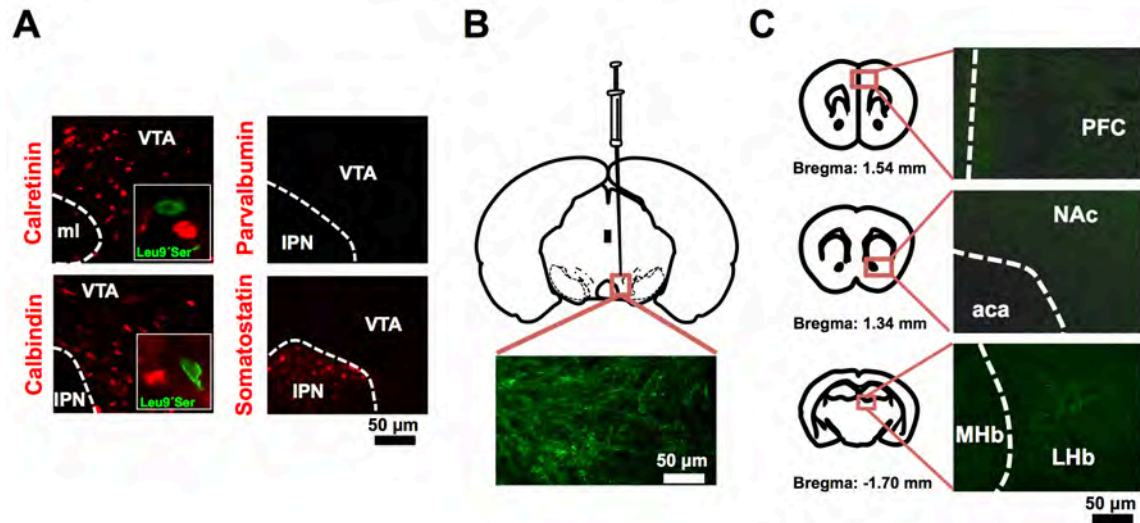 A
B
C
Calretinin
VTA
ml
Leu9´Ser
Parvalbumin
VTA
IPN
Calbindin
VTA
IPN
Leu9´Ser
Somatostatin
VTA
IPN
50 µm
50 µm
Bregma: 1.54 mm
PFC
Bregma: 1.34 mm
NAc
aca
Bregma: -1.70 mm
MHb
LHb
50 µm